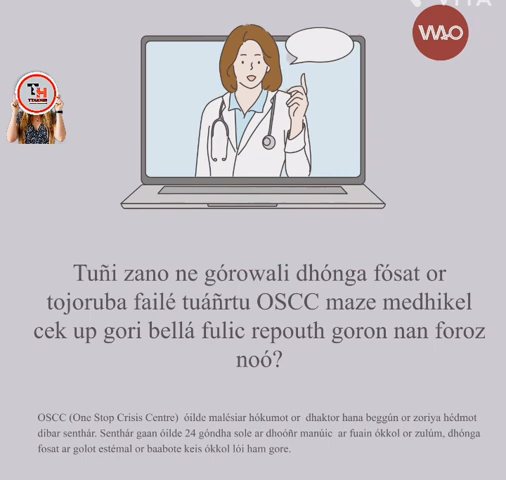 VITA
WAO
TH
Tuñi zano ne górowali dhónga fósat or
tojoruba failé tuáñrtu OSCC maze medhikel
cek up gori bellá fulic repouth goron nan foroz
noó?
OSCC (One Stop Crisis Centre) óilde malésiar hókumot or dhaktor hana beggún or zoriya hédmot
dibar senthár. Senthár gaan óilde 24 góndha sole ar dhoóñr manúic ar fuain ókkol or zulúm, dhónga
fosat ar golot estémal or baabote keis ókkol lói ham gore.